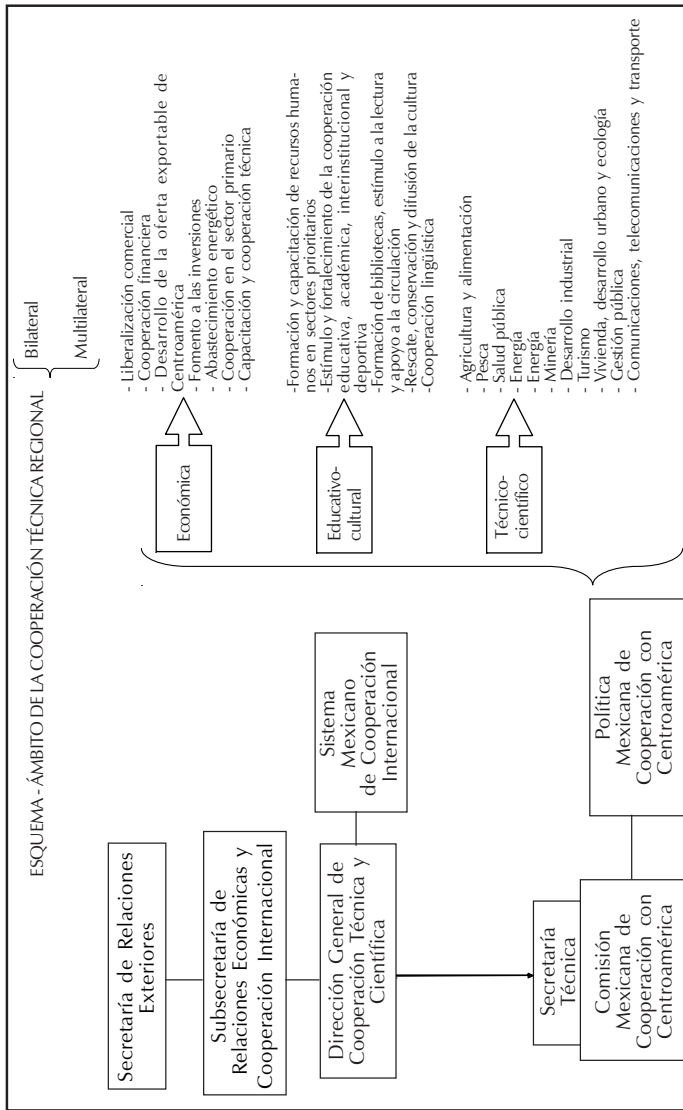 ESQUEMA - ÁMBITO DE LA COOPERACIÓN TÉCNICA REGIONAL
Bilateral
Multilateral
Secretaría de Relaciones
Exteriores
Subsecretaría de
Relaciones Económicas y
Cooperación Internacional
Dirección General de
Cooperación Técnica y
Científica
Sistema
Mexicano
de Cooperación
Internacional
Secretaría
Técnica
Comisión
Mexicana de
Cooperación con
Centroamérica
Política
Mexicana de
Cooperación con
Centroamérica
Económica
- Liberalización comercial
- Cooperación financiera
- Desarrollo de la oferta exportable de
Centroamérica
- Fomento a las inversiones
- Abastecimiento energético
- Cooperación en el sector primario
- Capacitación y cooperación técnica
Educativo-
cultural
-Formación y capacitación de recursos huma-
nos en sectores prioritarios
-Estímulo y fortalecimiento de la cooperación
educativa, académica, interinstitucional y
deportiva
-Formación de bibliotecas, estímulo a la lectura
y apoyo a la circulación
-Rescate, conservación y difusión de la cultura
-Cooperación lingüística
Técnico-
científico
- Agricultura y alimentación
- Pesca
- Salud pública
- Energía
- Energía
- Minería
- Desarrollo industrial
- Turismo
- Vivienda, desarrollo urbano y ecología
- Gestión pública
- Comunicaciones, telecomunicaciones y transporte